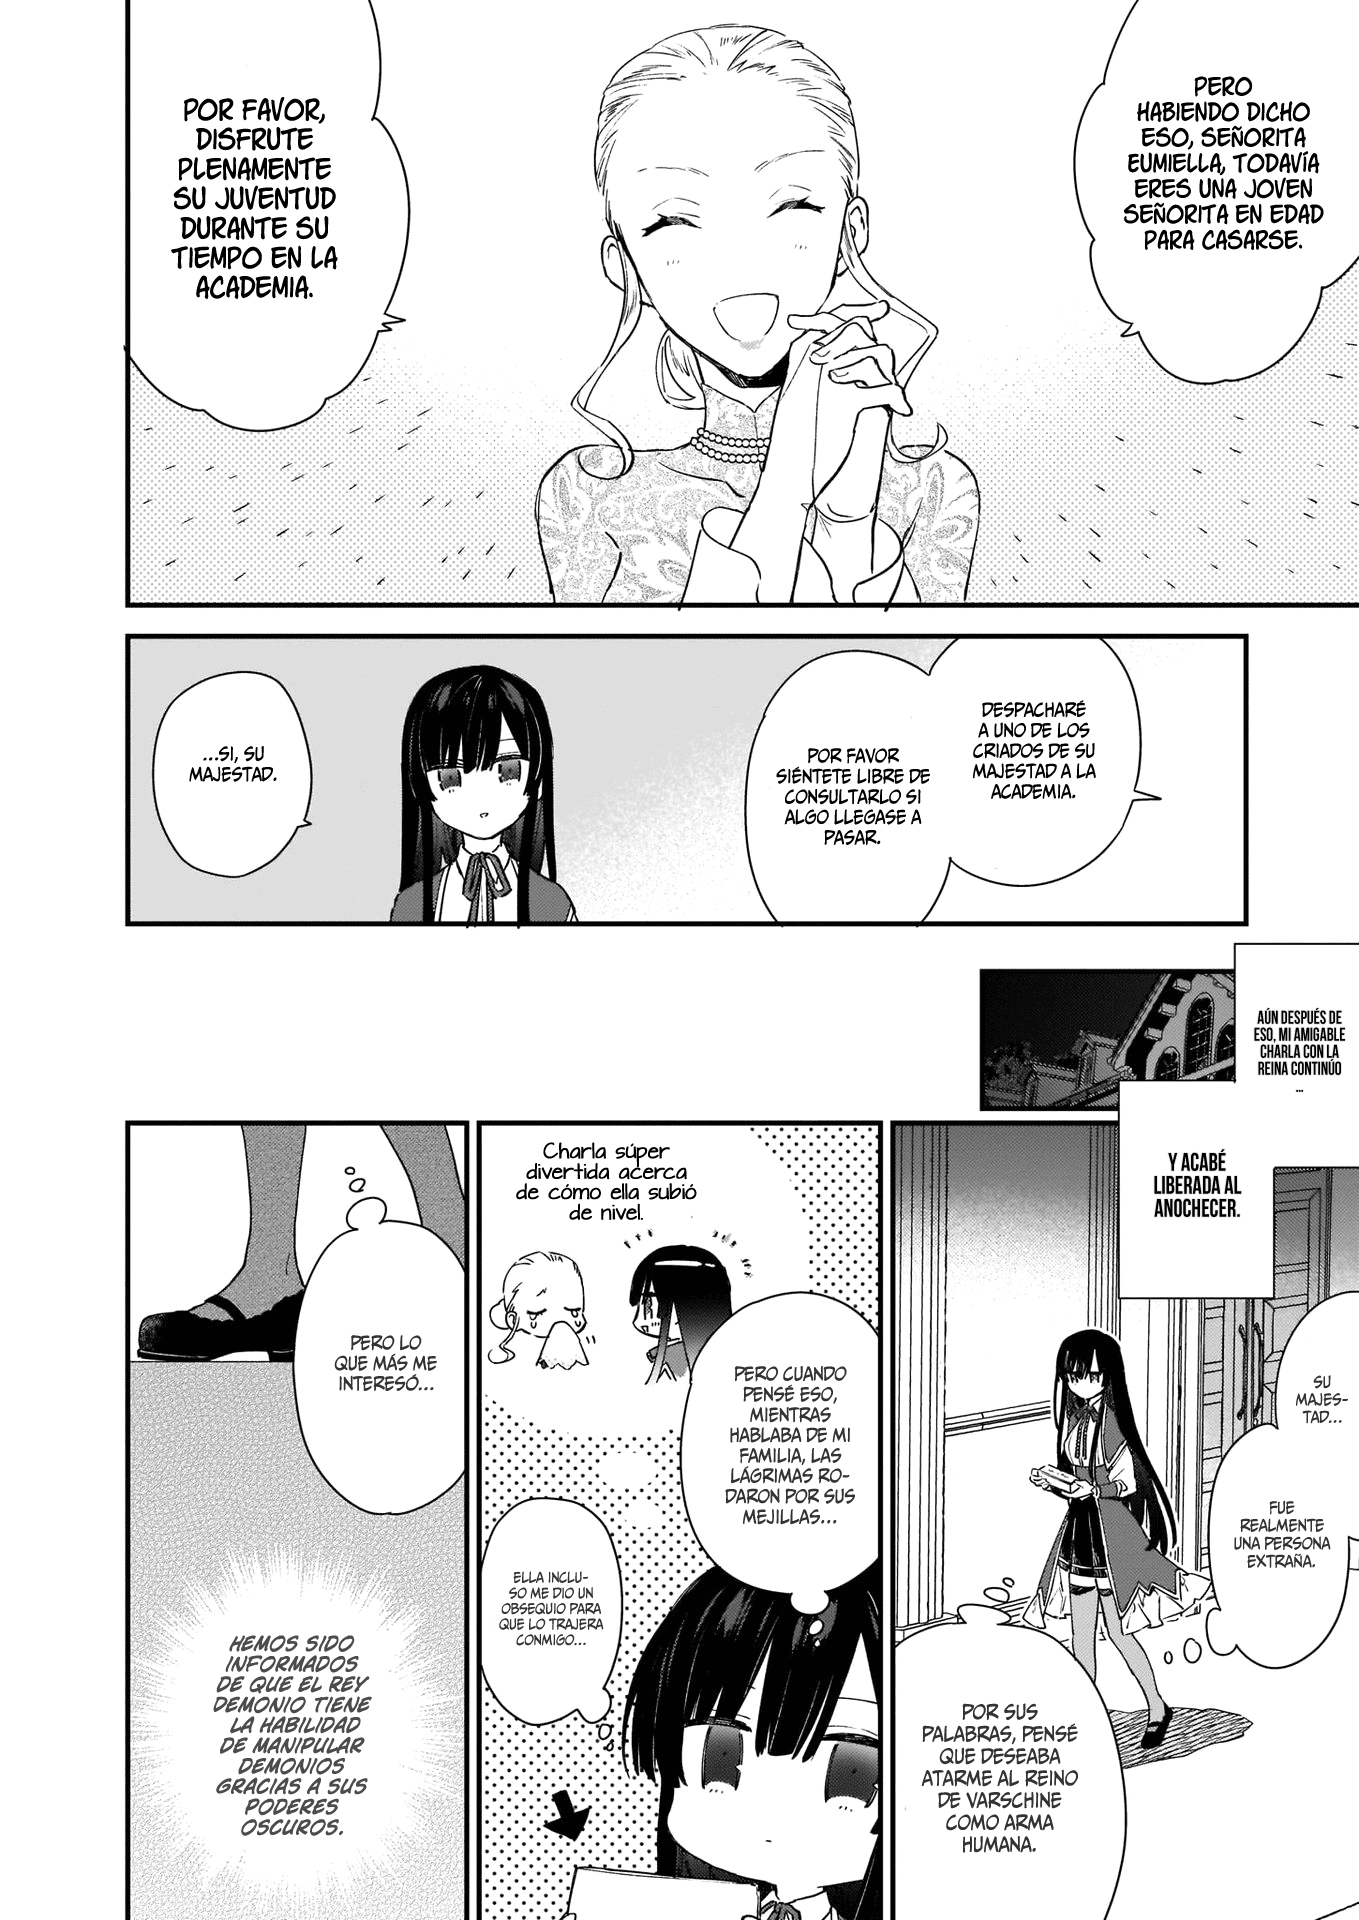 PERO
HABIENDO DICHO
ESO, SEÑORITA
EUMIELLA, TODAVÍA
ERES UNA JOVEN
SEÑORITA EN EDAD
PARA CASARSE.
POR FAVOR,
DISFRUTE
PLENAMENTE
SU JUVENTUD
DURANTE SU
TIEMPO EN LA
ACADEMIA.
DESPACHARÉ
A UNO DE LOS
CRIADOS DE SU
MAJESTAD A LA
ACADEMIA.
POR FAVOR
SIÉNTETE LIBRE DE
CONSULTARLO SI
ALGO LLEGASE A
PASAR.
...SI, SU
MAJESTAD.
AÚN DESPUÉS DE
ESO, MI AMIGABLE
CHARLA CON LA
REINA CONTINÚO
...
Y ACABÉ
LIBERADA AL
ANOCHECER.
SU
MAJES-
TAD...
FUE
REALMENTE
UNA PERSONA
EXTRAÑA.
POR SUS
PALABRAS, PENSÉ
QUE DESEABA
ATARME AL REINO
DE VARSCHINE
COMO ARMA
HUMANA.
Charla súper
divertida acerca
de cómo ella subió
de nivel.
PERO CUANDO
PENSÉ ESO,
MIENTRAS
HABLABA DE MI
FAMILIA, LAS
LÁGRIMAS RO-
DARON POR SUS
MEJILLAS...
ELLA INCLU-
SO ME DIO UN
OBSEQUIO PARA
QUE LO TRAJERA
CONMIGO...
PERO LO
QUE MÁS ME
INTERESÓ...
HEMOS SIDO
INFORMADOS
DE QUE EL REY
DEMONIO TIENE
LA HABILIDAD
DE MANIPULAR
DEMONIOS
GRACIAS A SUS
PODERES
OSCUROS.